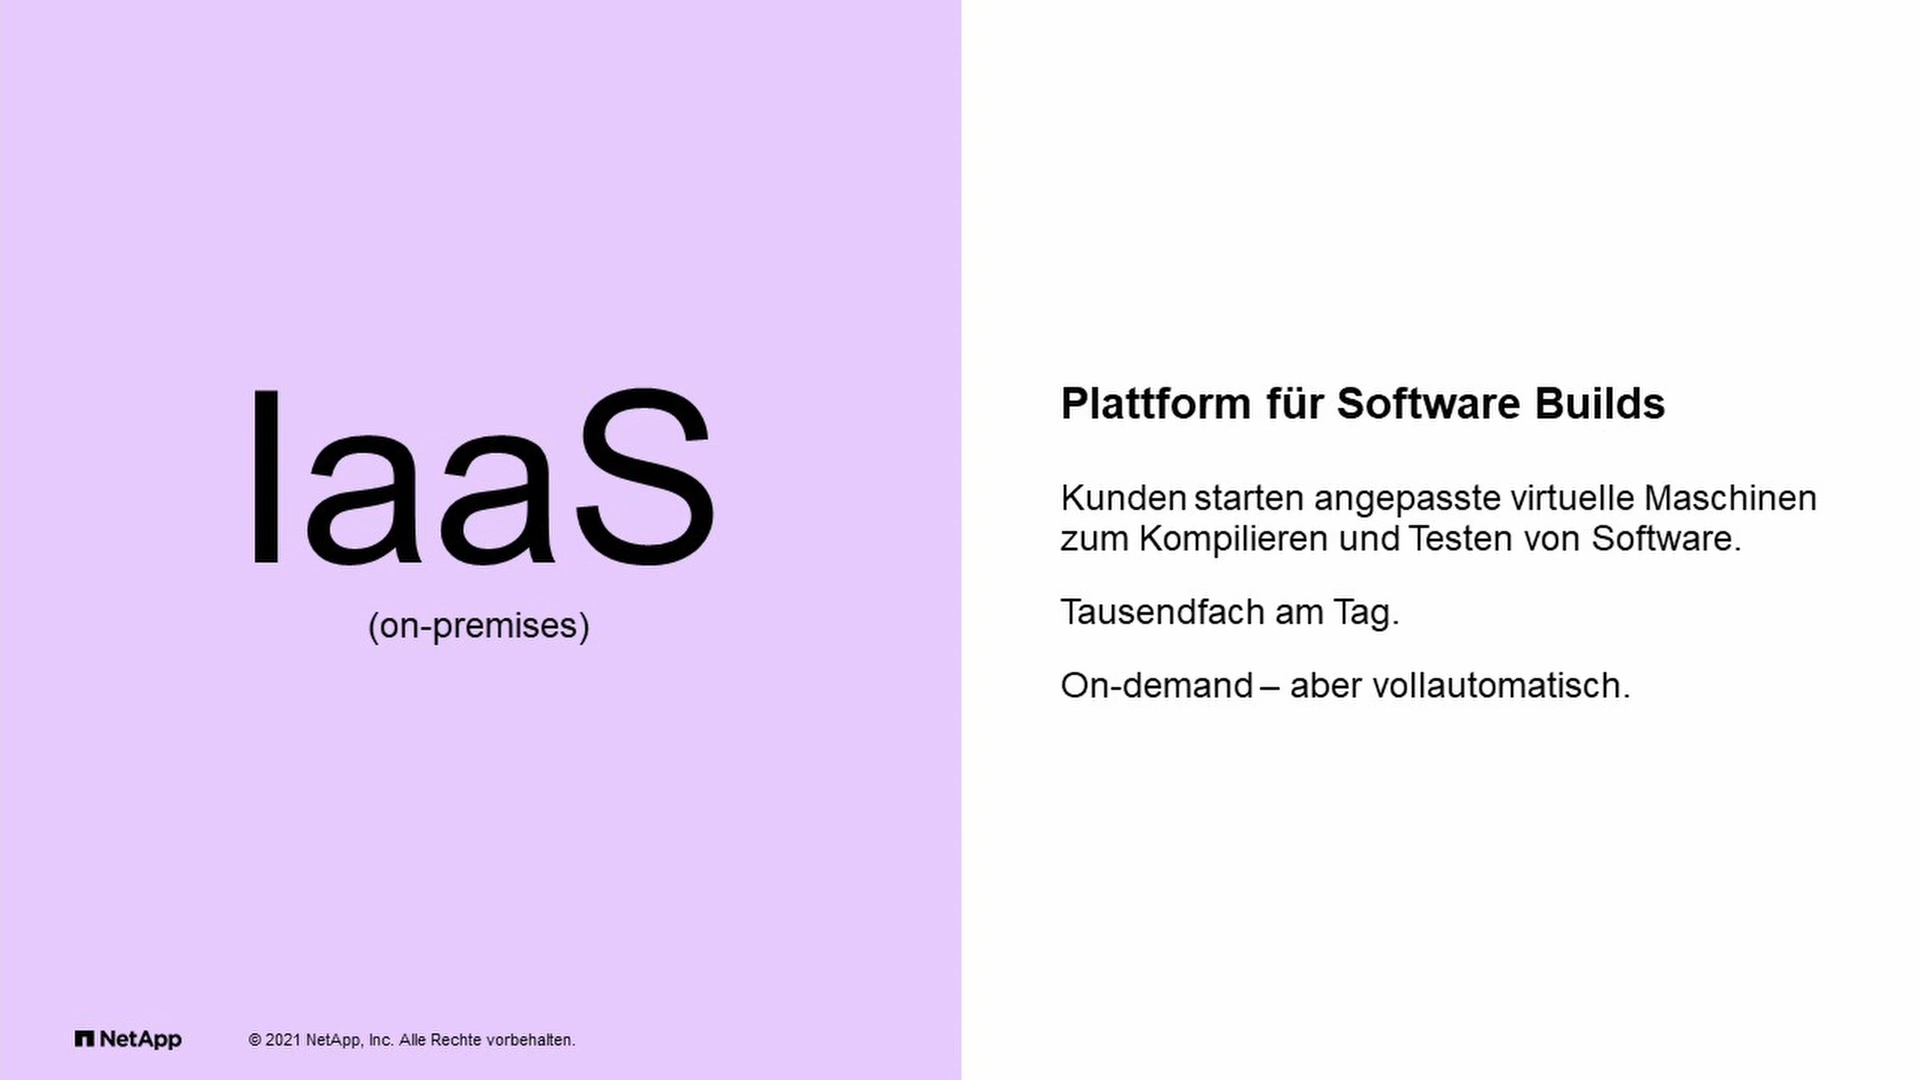 IaaS
(on-premises)
Plattform für Software Builds
Kunden starten angepasste virtuelle Maschinen
zum Kompilieren und Testen von Software.
Tausendfach am Tag.
On-demand – aber vollautomatisch.
NetApp
© 2021 NetApp, Inc. Alle Rechte vorbehalten.